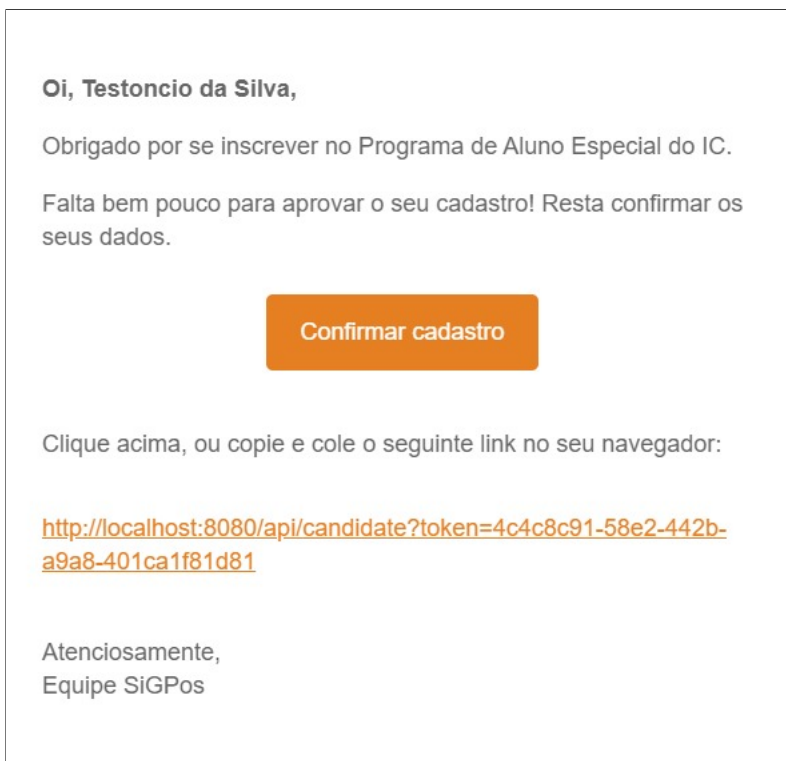 Oi, Testoncio da Silva,
Obrigado por se inscrever no Programa de Aluno Especial do IC.
Falta bem pouco para aprovar o seu cadastro! Resta confirmar os
seus dados.
Confirmar cadastro
Clique acima, ou copie e cole o seguinte link no seu navegador:
http://localhost:8080/api/candidate?token=4c4c8c91-58e2-442b-
a9a8-401ca1f81d81
Atenciosamente,
Equipe SiGPos